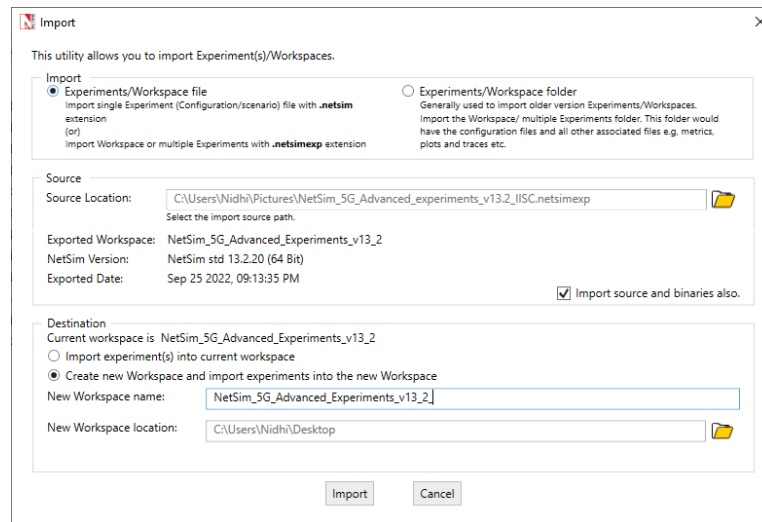 Import
This utility allows you to import Experiment(s)/Workspaces.
Import
Experiments/Workspace file
Import single Experiment (Configuration/scenario) file with .netsim
extension
(or)
Import Workspace or multiple Experiments with .netsimexp extension
Experiments/Workspace folder
Generally used to import older version Experiments/Workspaces.
Import the Workspace/ multiple Experiments folder. This folder would
have the configuration files and all other associated files e.g. metrics,
plots and traces etc.
Source
Source Location: C:\Users\Nidhi\Pictures\NetSim_5G_Advanced_experiments_v13.2_IISC.netsimexp
Select the import source path.
Exported Workspace: NetSim_5G_Advanced_Experiments_v13_2
NetSim Version: NetSim std 13.2.20 (64 Bit)
Exported Date: Sep 25 2022, 09:13:35 PM
Import source and binaries also.
Destination
Current workspace is NetSim_5G_Advanced_Experiments_v13_2
Import experiment(s) into current workspace
Create new Workspace and import experiments into the new Workspace
New Workspace name: NetSim_5G_Advanced_Experiments_v13_2_
New Workspace location: C:\Users\Nidhi\Desktop
Import Cancel